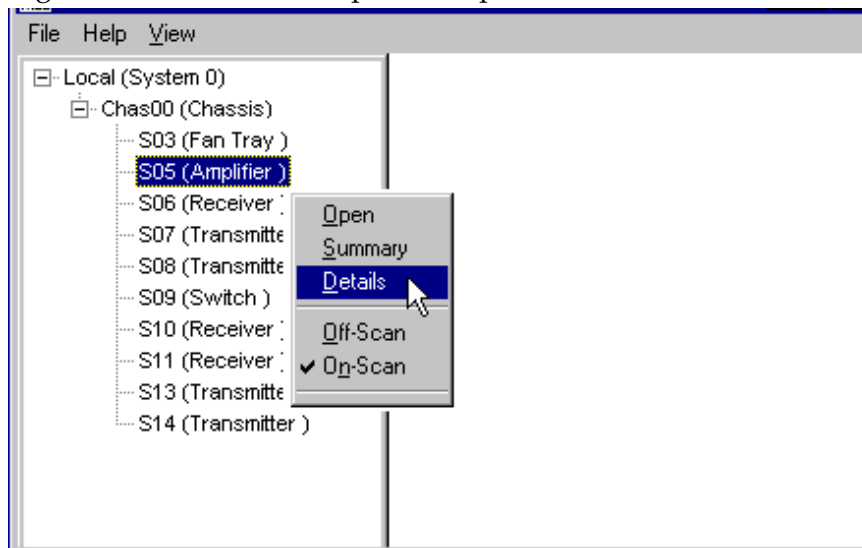 File Help View
Local (System 0)
Chas00 (Chassis)
S03 (Fan Tray )
S05 (Amplifier )
S06 (Receiver
S07 (Transmitte
S08 (Transmitte
S09 (Switch )
S10 (Receiver
S11 (Receiver
S13 (Transmitte
S14 (Transmitter )
Open
Summary
Details
Off-Scan
On-Scan